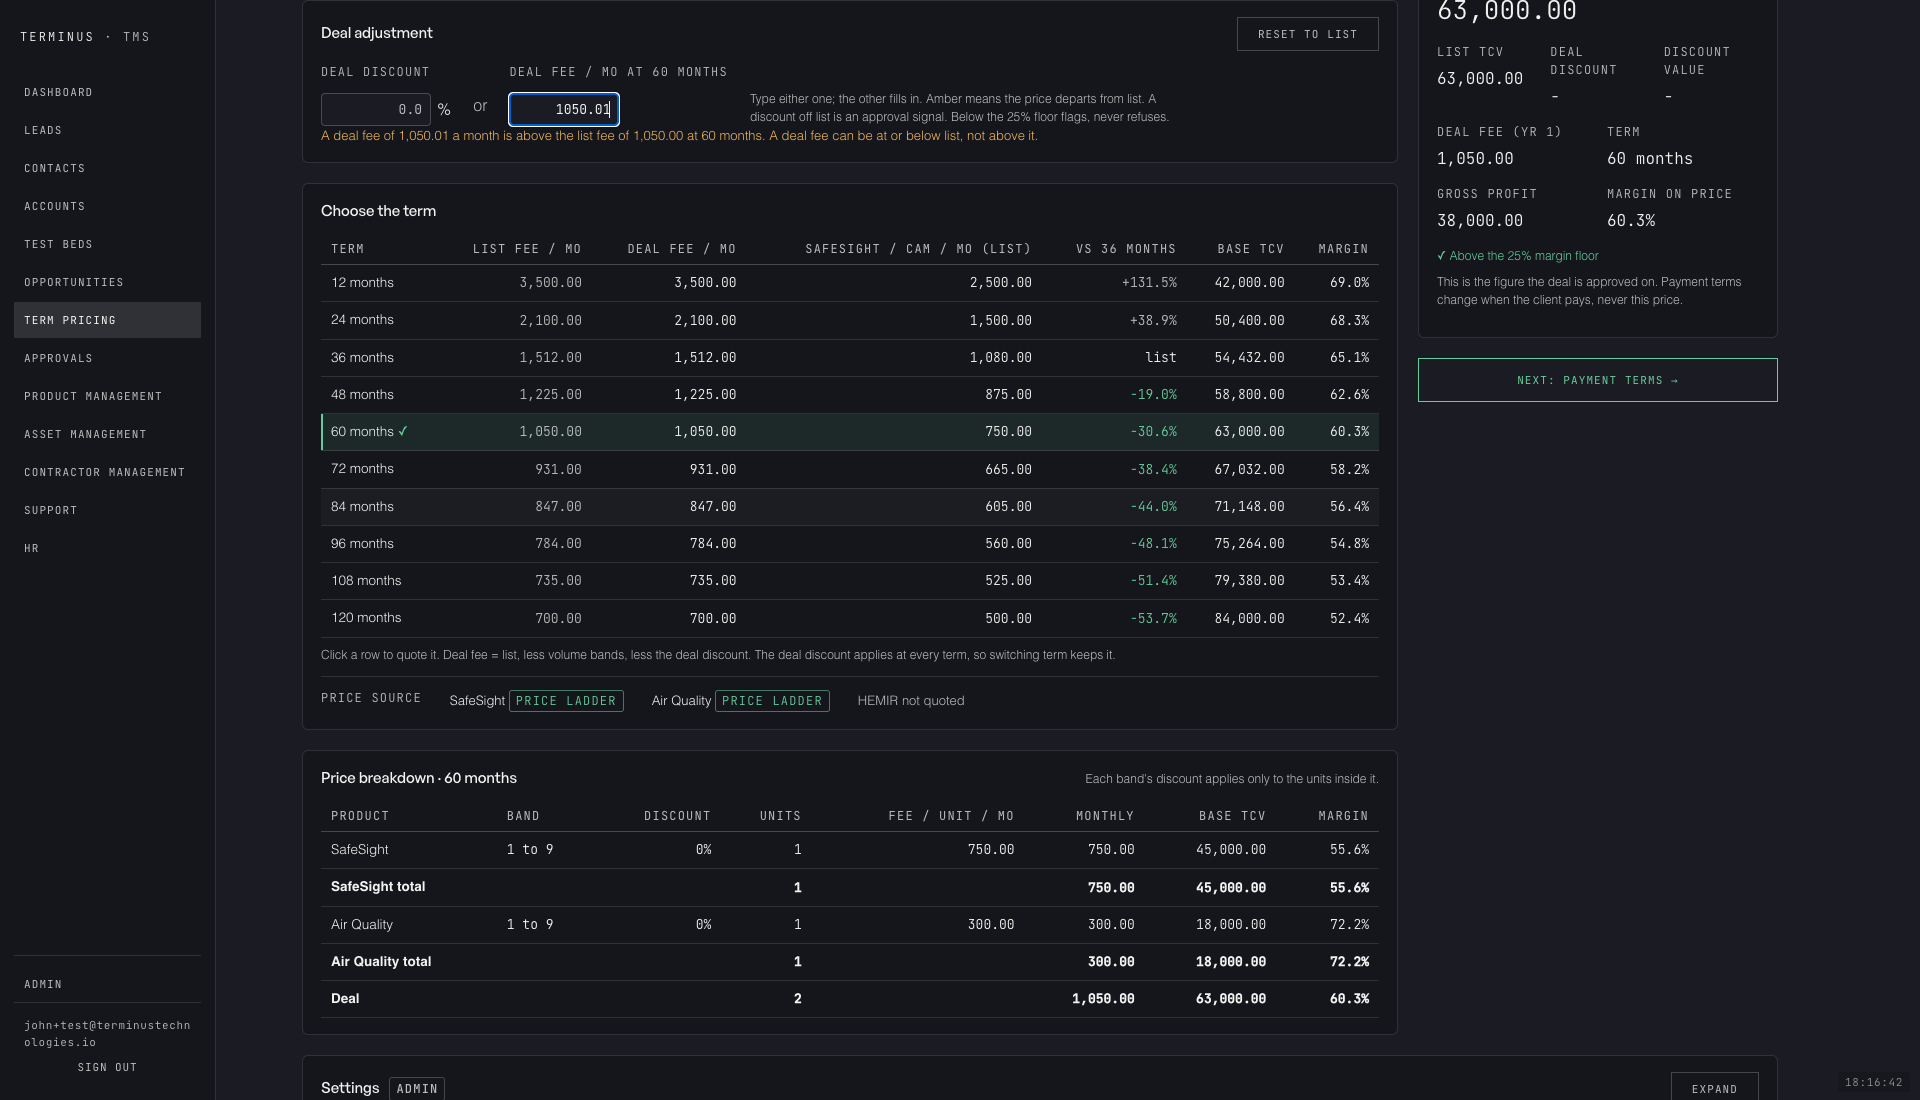 TERMINUS · TMS
DASHBOARD
LEADS
CONTACTS
ACCOUNTS
TEST BEDS
OPPORTUNITIES
TERM PRICING
APPROVALS
PRODUCT MANAGEMENT
ASSET MANAGEMENT
CONTRACTOR MANAGEMENT
SUPPORT
HR
ADMIN
john+test@terminustechn
ologies.io
SIGN OUT
Deal adjustment
RESET TO LIST
DEAL DISCOUNT
DEAL FEE / MO AT 60 MONTHS
0.0 % or 1050.01
Type either one; the other fills in. Amber means the price departs from list. A
discount off list is an approval signal. Below the 25% floor flags, never refuses.
A deal fee of 1,050.01 a month is above the list fee of 1,050.00 at 60 months. A deal fee can be at or below list, not above it.
Choose the term
TERM LIST FEE / MO DEAL FEE / MO SAFESIGHT / CAM / MO (LIST) VS 36 MONTHS BASE TCV MARGIN
12 months 3,500.00 3,500.00 2,500.00 +131.5% 42,000.00 69.0%
24 months 2,100.00 2,100.00 1,500.00 +38.9% 50,400.00 68.3%
36 months 1,512.00 1,512.00 1,080.00 list 54,432.00 65.1%
48 months 1,225.00 1,225.00 875.00 -19.0% 58,800.00 62.6%
60 months ✓ 1,050.00 1,050.00 750.00 -30.6% 63,000.00 60.3%
72 months 931.00 931.00 665.00 -38.4% 67,032.00 58.2%
84 months 847.00 847.00 605.00 -44.0% 71,148.00 56.4%
96 months 784.00 784.00 560.00 -48.1% 75,264.00 54.8%
108 months 735.00 735.00 525.00 -51.4% 79,380.00 53.4%
120 months 700.00 700.00 500.00 -53.7% 84,000.00 52.4%
Click a row to quote it. Deal fee = list, less volume bands, less the deal discount. The deal discount applies at every term, so switching term keeps it.
PRICE SOURCE SafeSight PRICE LADDER Air Quality PRICE LADDER HEMIR not quoted
Price breakdown · 60 months
Each band's discount applies only to the units inside it.
PRODUCT BAND DISCOUNT UNITS FEE / UNIT / MO MONTHLY BASE TCV MARGIN
SafeSight 1 to 9 0% 1 750.00 750.00 45,000.00 55.6%
SafeSight total 1 750.00 45,000.00 55.6%
Air Quality 1 to 9 0% 1 300.00 300.00 18,000.00 72.2%
Air Quality total 1 300.00 18,000.00 72.2%
Deal 2 1,050.00 63,000.00 60.3%
Settings ADMIN
EXPAND
63,000.00
LIST TCV
63,000.00
DEAL
DISCOUNT
-
DISCOUNT
VALUE
-
DEAL FEE (YR 1)
1,050.00
TERM
60 months
GROSS PROFIT
38,000.00
MARGIN ON PRICE
60.3%
✓ Above the 25% margin floor
This is the figure the deal is approved on. Payment terms
change when the client pays, never this price.
NEXT: PAYMENT TERMS →
18:16:42